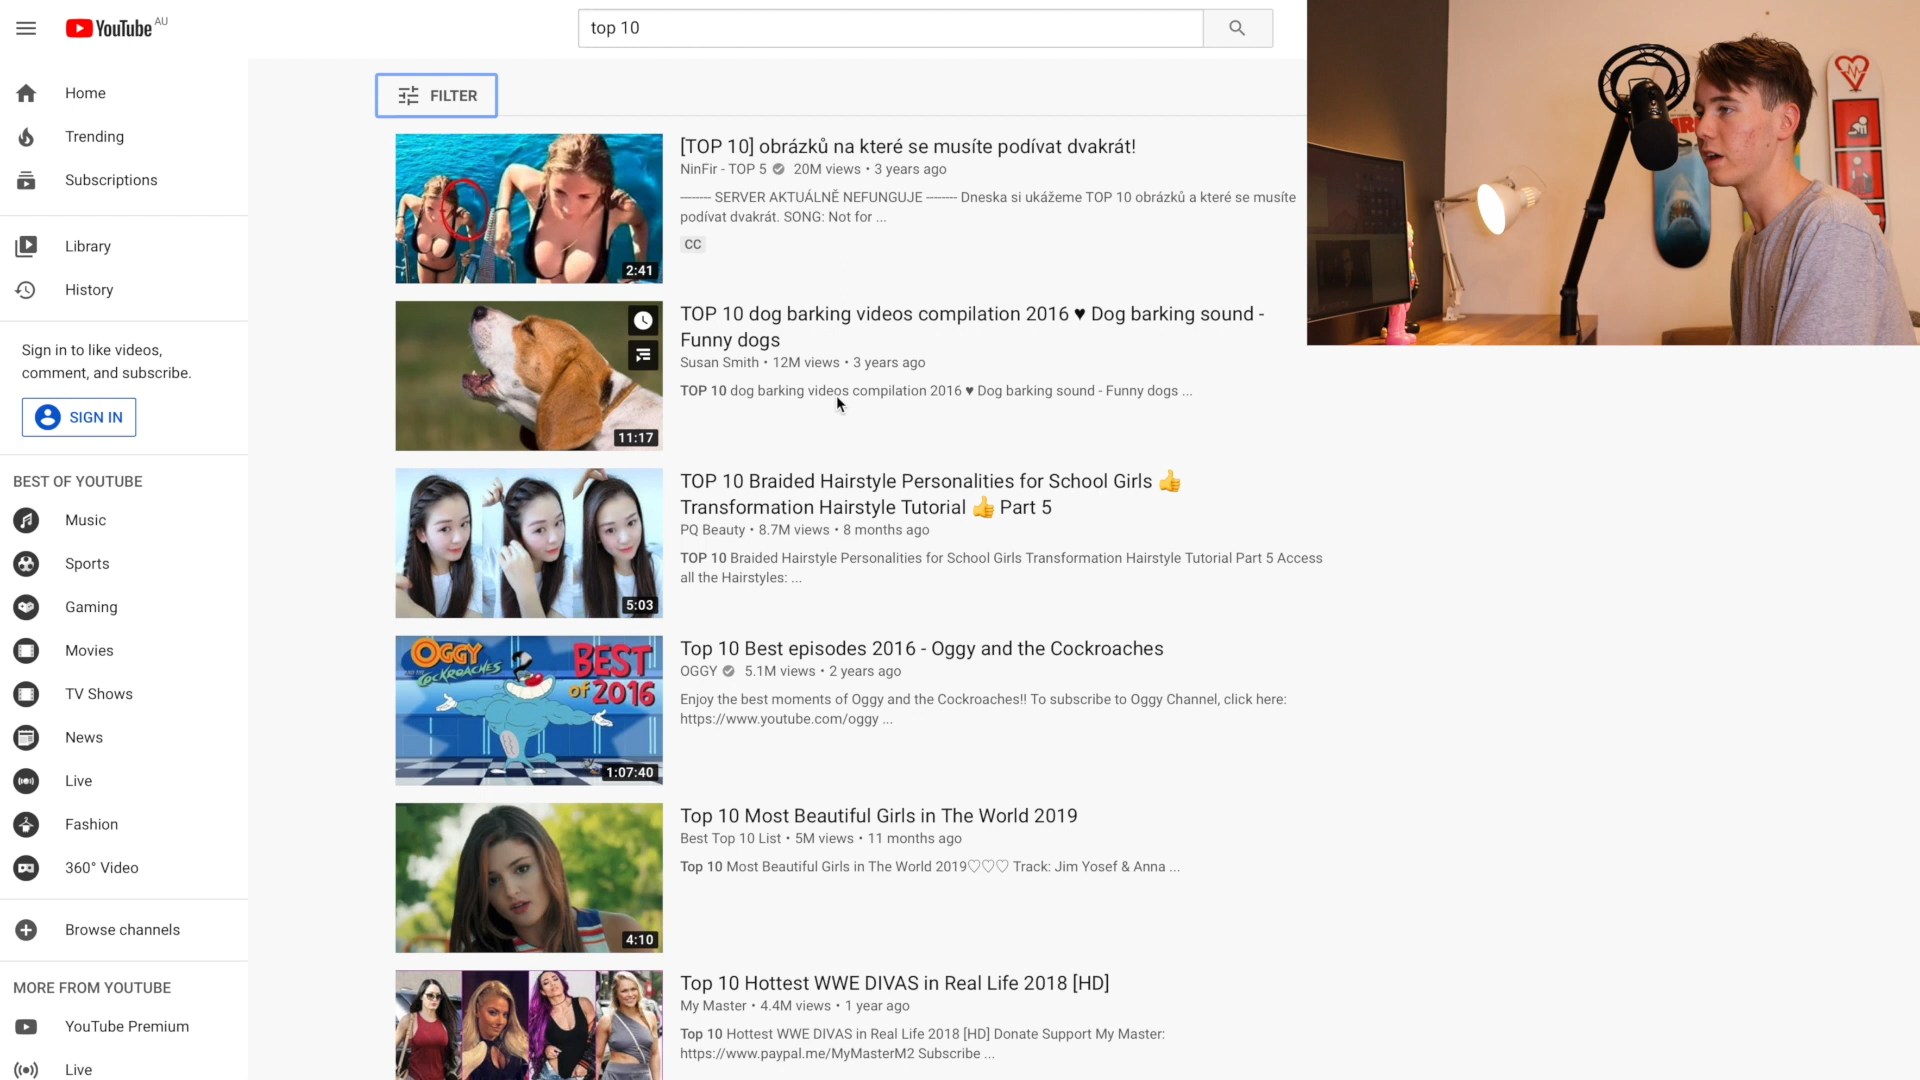 YouTube AU
top 10
Home
Trending
Subscriptions
Library
History
Sign in to like videos,
comment, and subscribe.
SIGN IN
BEST OF YOUTUBE
Music
Sports
Gaming
Movies
TV Shows
News
Live
Fashion
360° Video
Browse channels
MORE FROM YOUTUBE
YouTube Premium
Live
FILTER
2:41
[TOP 10] obrázků na které se musíte podívat dvakrát!
NinFir - TOP 5 20M views • 3 years ago
------- SERVER AKTUÁLNĚ NEFUNGUJE ------- Dneska si ukážeme TOP 10 obrázků a které se musíte
podívat dvakrát. SONG: Not for ...
CC
11:17
TOP 10 dog barking videos compilation 2016 ♥ Dog barking sound -
Funny dogs
Susan Smith • 12M views • 3 years ago
TOP 10 dog barking videos compilation 2016 ♥ Dog barking sound - Funny dogs ...
5:03
TOP 10 Braided Hairstyle Personalities for School Girls 👍
Transformation Hairstyle Tutorial 👍 Part 5
PQ Beauty • 8.7M views • 8 months ago
TOP 10 Braided Hairstyle Personalities for School Girls Transformation Hairstyle Tutorial Part 5 Access
all the Hairstyles: ...
OGGY
COCKROACHES
BEST
of 2016
1:07:40
Top 10 Best episodes 2016 - Oggy and the Cockroaches
OGGY 5.1M views • 2 years ago
Enjoy the best moments of Oggy and the Cockroaches!! To subscribe to Oggy Channel, click here:
https://www.youtube.com/oggy ...
4:10
Top 10 Most Beautiful Girls in The World 2019
Best Top 10 List • 5M views • 11 months ago
Top 10 Most Beautiful Girls in The World 2019♡♡♡ Track: Jim Yosef & Anna ...
Top 10 Hottest WWE DIVAS in Real Life 2018 [HD]
My Master • 4.4M views • 1 year ago
Top 10 Hottest WWE DIVAS in Real Life 2018 [HD] Donate Support My Master:
https://www.paypal.me/MyMasterM2 Subscribe ...